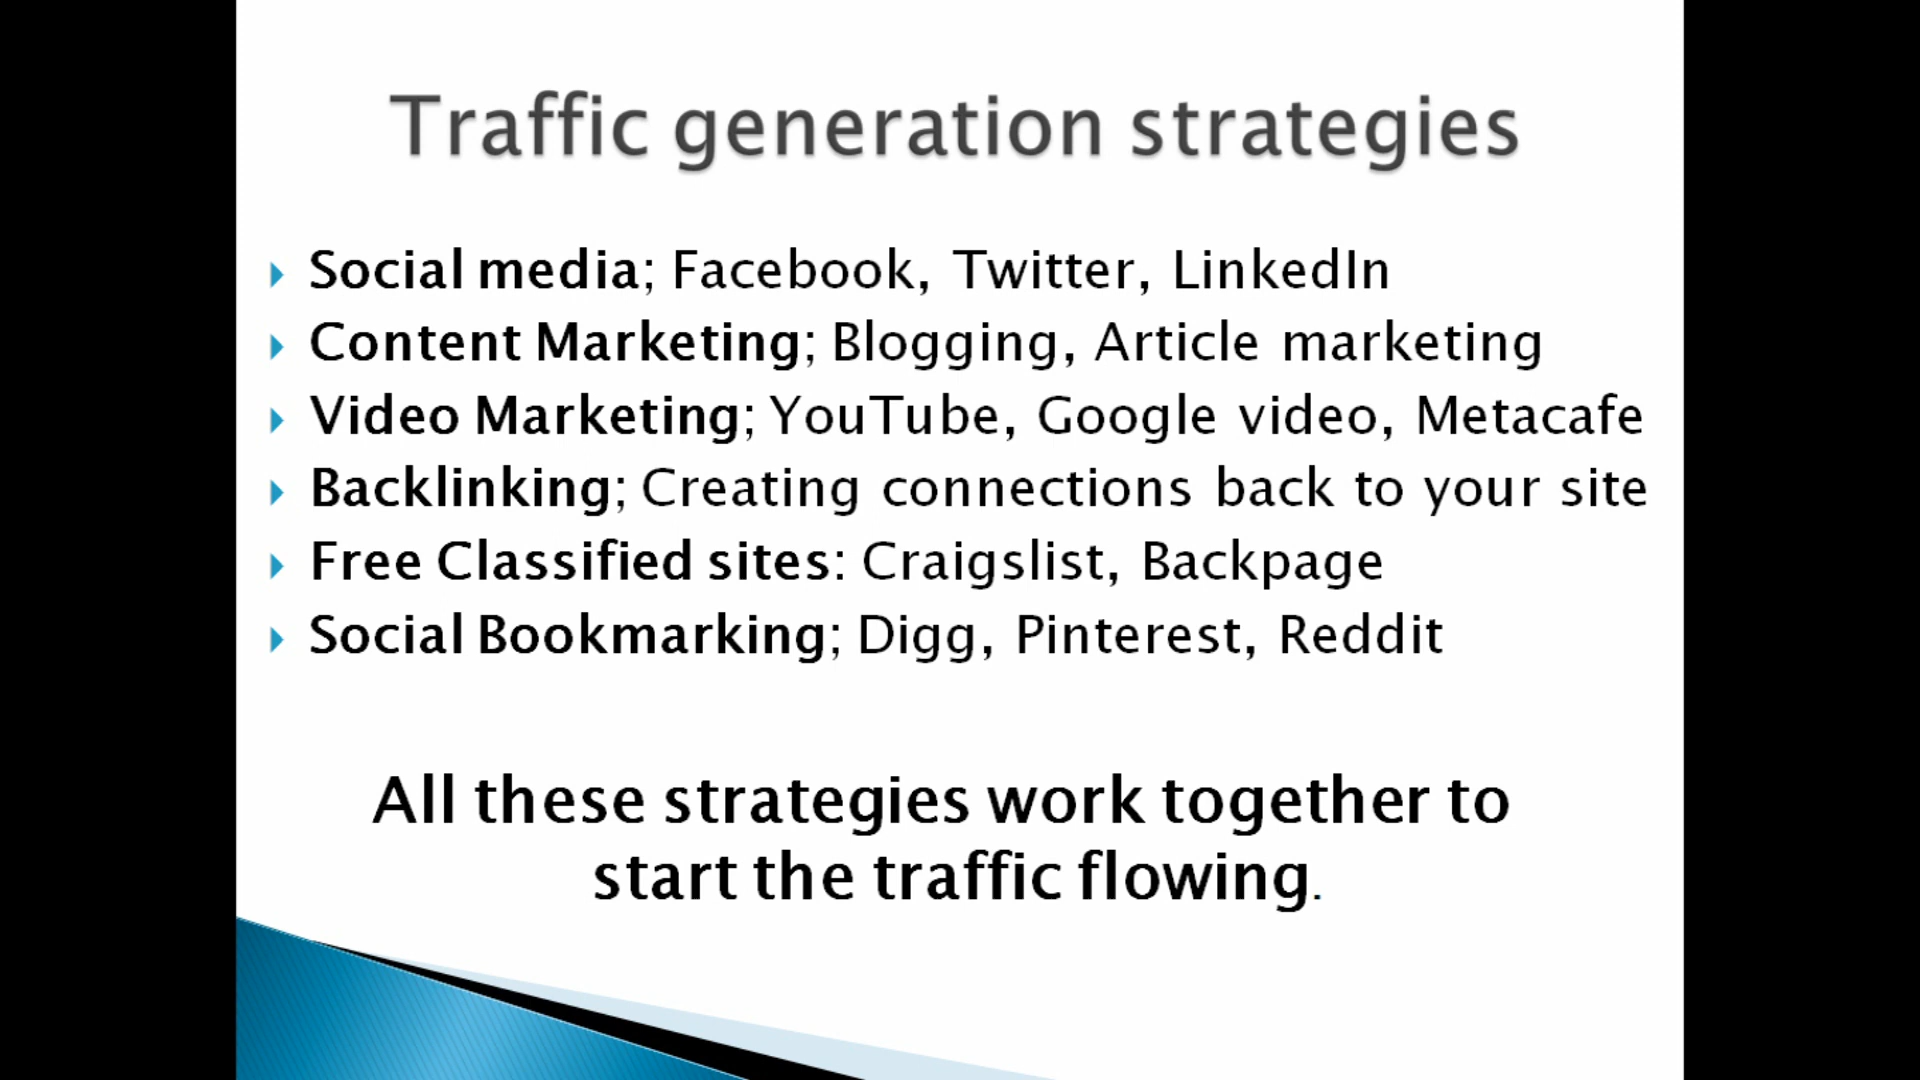 Traffic generation strategies
Social media; Facebook, Twitter, LinkedIn
Content Marketing; Blogging, Article marketing
Video Marketing; YouTube, Google video, Metacafe
Backlinking; Creating connections back to your site
Free Classified sites: Craigslist, Backpage
Social Bookmarking; Digg, Pinterest, Reddit
All these strategies work together to
start the traffic flowing.